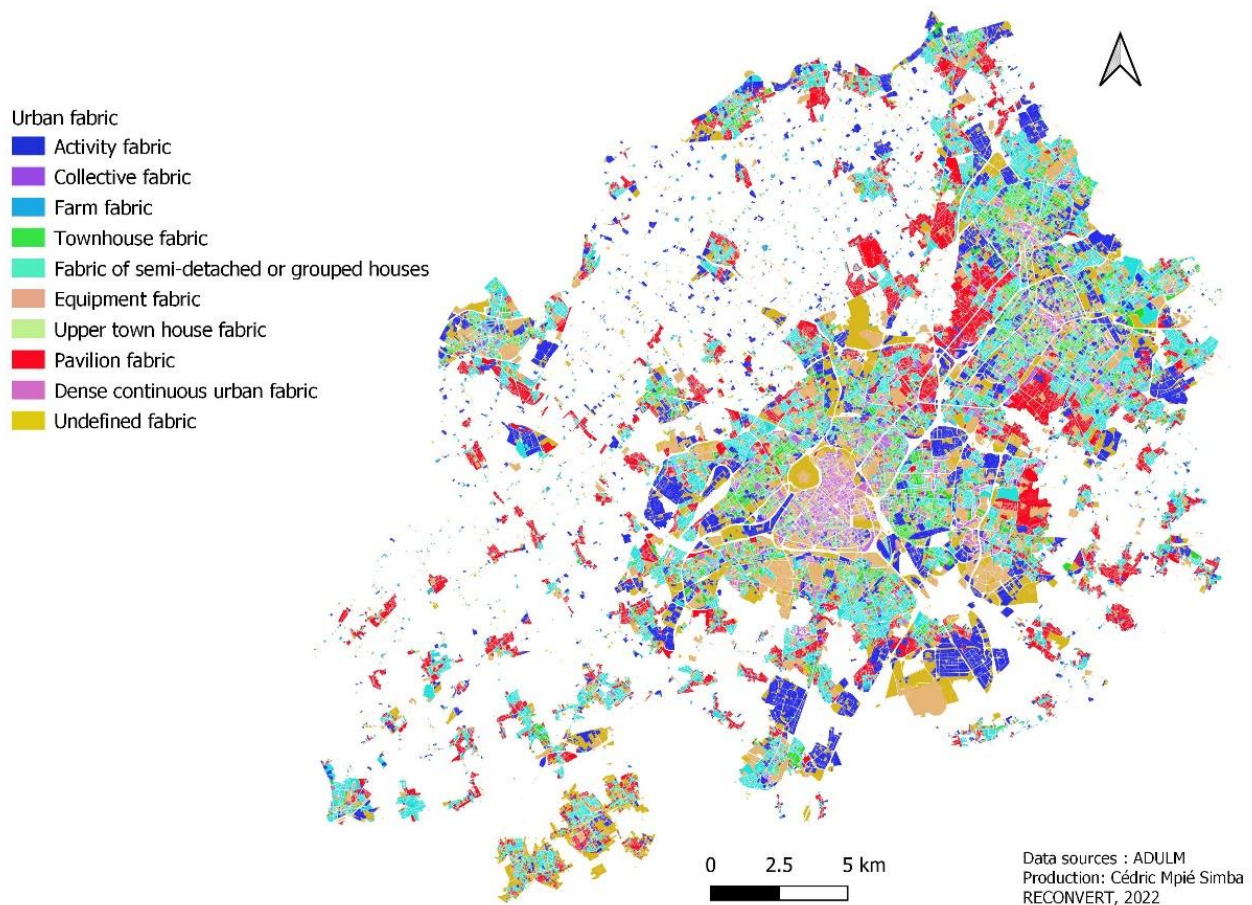 Urban fabric
Activity fabric
Collective fabric
Farm fabric
Townhouse fabric
Fabric of semi-detached or grouped houses
Equipment fabric
Upper town house fabric
Pavilion fabric
Dense continuous urban fabric
Undefined fabric
0 2.5 5 km
Data sources : ADULM
Production: Cédric Mpié Simba
RECONVERT, 2022